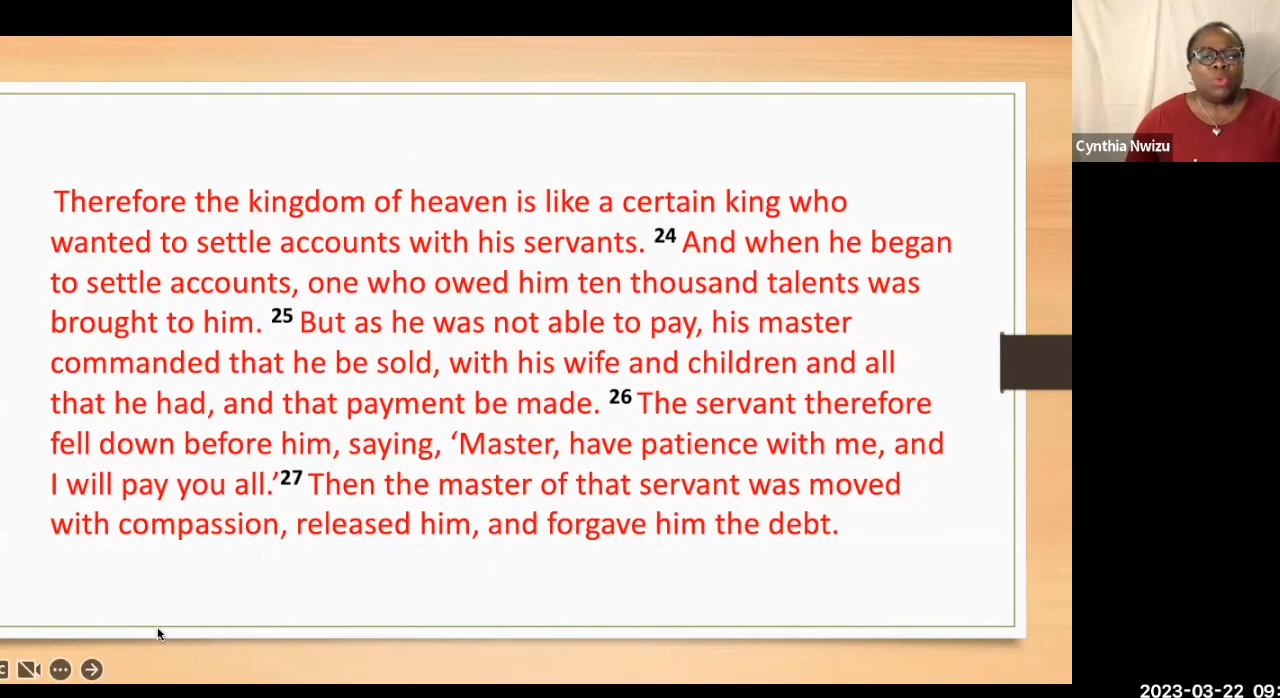 Therefore the kingdom of heaven is like a certain king who
wanted to settle accounts with his servants. 24 And when he began
to settle accounts, one who owed him ten thousand talents was
brought to him. 25 But as he was not able to pay, his master
commanded that he be sold, with his wife and children and all
that he had, and that payment be made. 26 The servant therefore
fell down before him, saying, ‘Master, have patience with me, and
I will pay you all.’27 Then the master of that servant was moved
with compassion, released him, and forgave him the debt.
Cynthia Nwizu
2023-03-22 09: